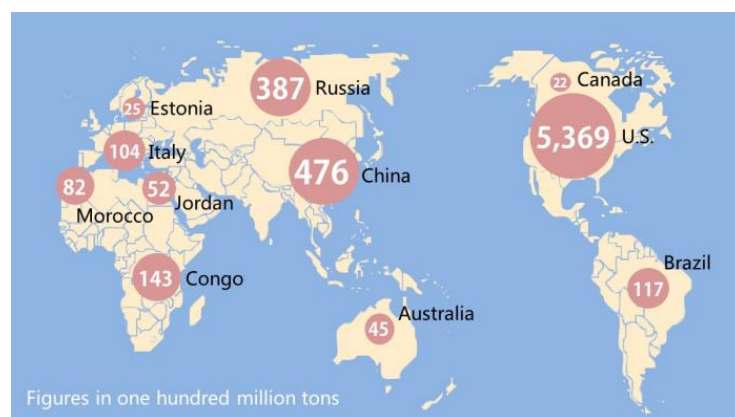 387 Russia
22 Canada
25 Estonia
5,369 U.S.
104 Italy
476 China
82 Morocco
52 Jordan
143 Congo
Brazil 117
45 Australia
Figures in one hundred million tons